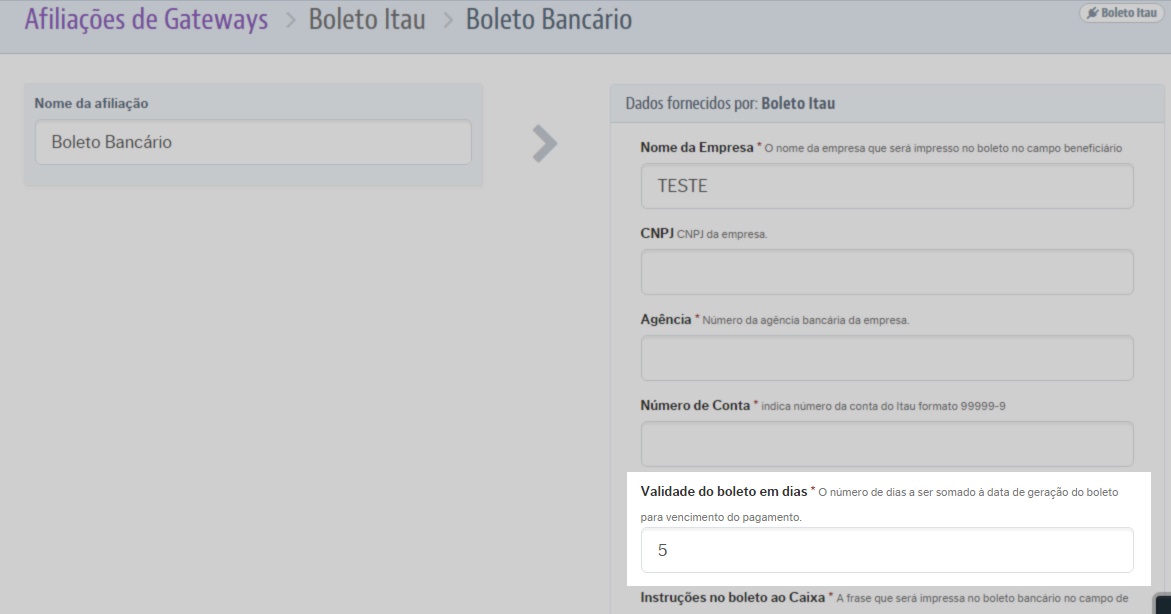 Afiliações de Gateways > Boleto Itau > Boleto Bancário
Boleto Itau
Nome da afiliação
Boleto Bancário
Dados fornecidos por: Boleto Itau
Nome da Empresa * O nome da empresa que será impresso no boleto no campo beneficiário
TESTE
CNPJ CNPJ da empresa.
Agência * Número da agência bancária da empresa.
Número de Conta * indica número da conta do Itau formato 99999-9
Validade do boleto em dias * O número de dias a ser somado à data de geração do boleto
para vencimento do pagamento.
5
Instruções no boleto ao Caixa * A frase que será impressa no boleto bancário no campo de